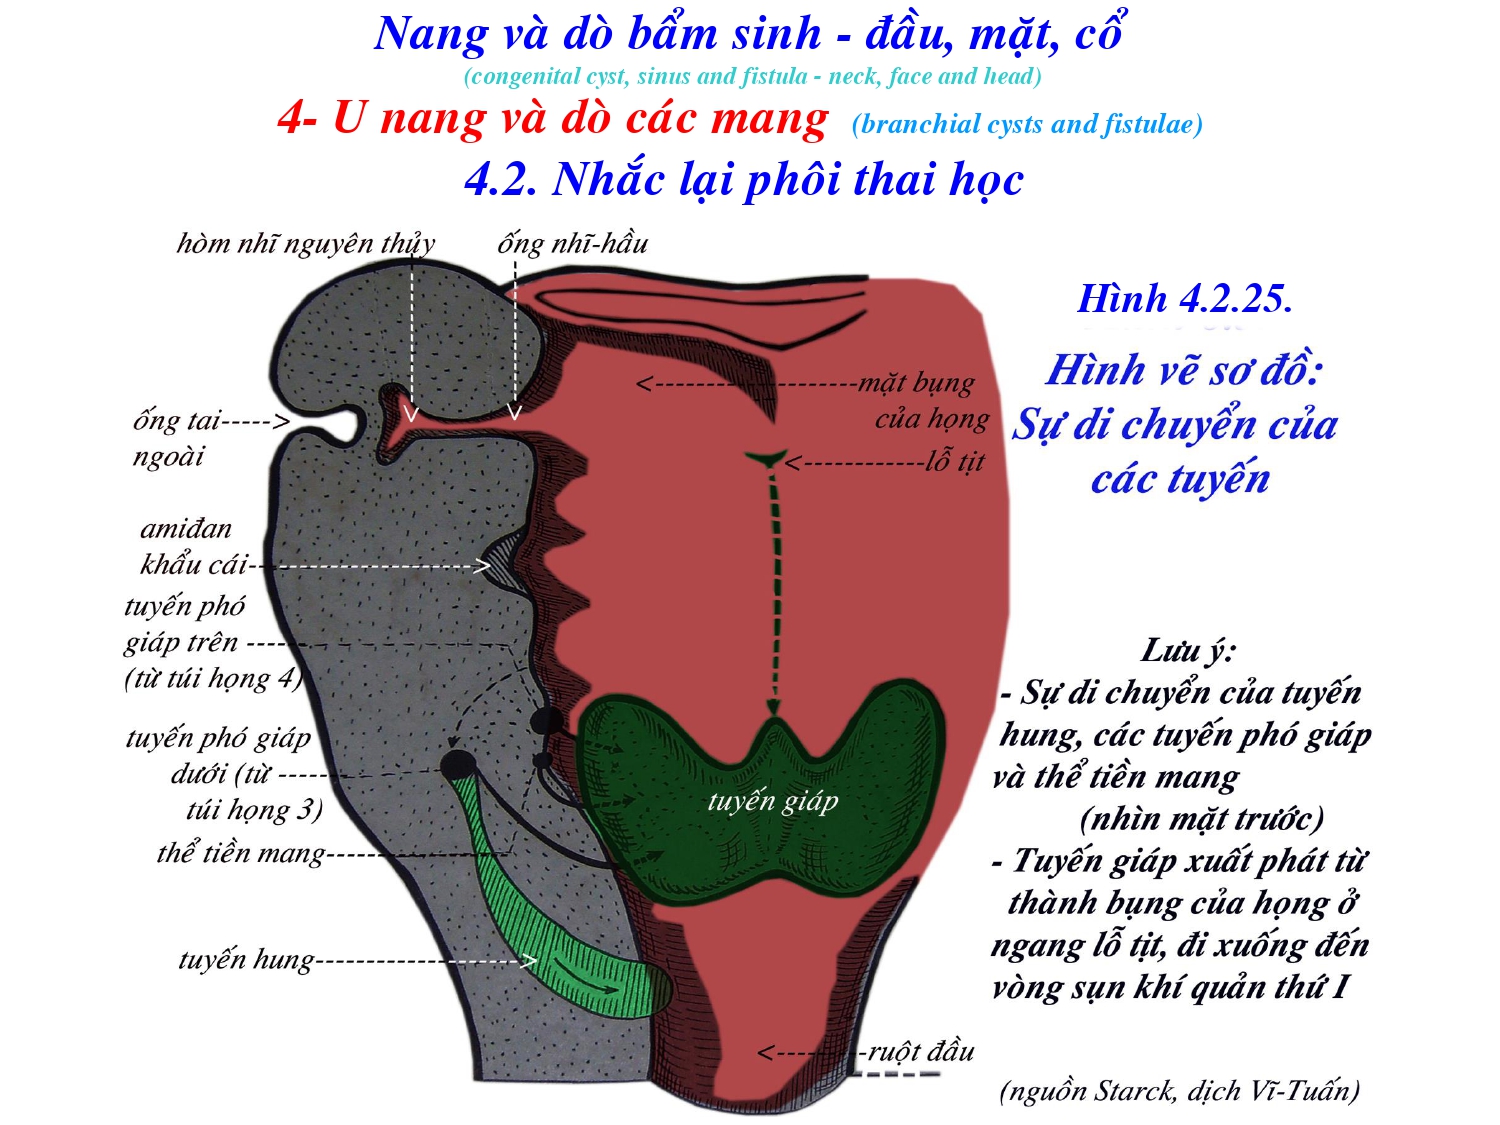 Nang và dò bẩm sinh - đầu, mặt, cổ
(congenital cyst, sinus and fistula - neck, face and head)
4- U nang và dò các mang (branchial cysts and fistulae)
4.2. Nhắc lại phôi thai học
hòm nhĩ nguyên thủy
ống nhĩ-hầu
Hình 4.2.25.
Hình vẽ sơ đồ:
Sự di chuyển của
các tuyến
mặt bụng
của họng
lỗ tịt
ống tai
ngoài
amiđan
khẩu cái
tuyến phó
giáp trên
(từ túi họng 4)
tuyến phó giáp
dưới (từ
túi họng 3)
thể tiền mang
tuyến hung
tuyến giáp
ruột đầu
Lưu ý:
- Sự di chuyển của tuyến
hung, các tuyến phó giáp
và thể tiền mang
(nhìn mặt trước)
- Tuyến giáp xuất phát từ
thành bụng của họng ở
ngang lỗ tịt, đi xuống đến
vòng sụn khí quản thứ I
(nguồn Starck, dịch Vĩ-Tuấn)